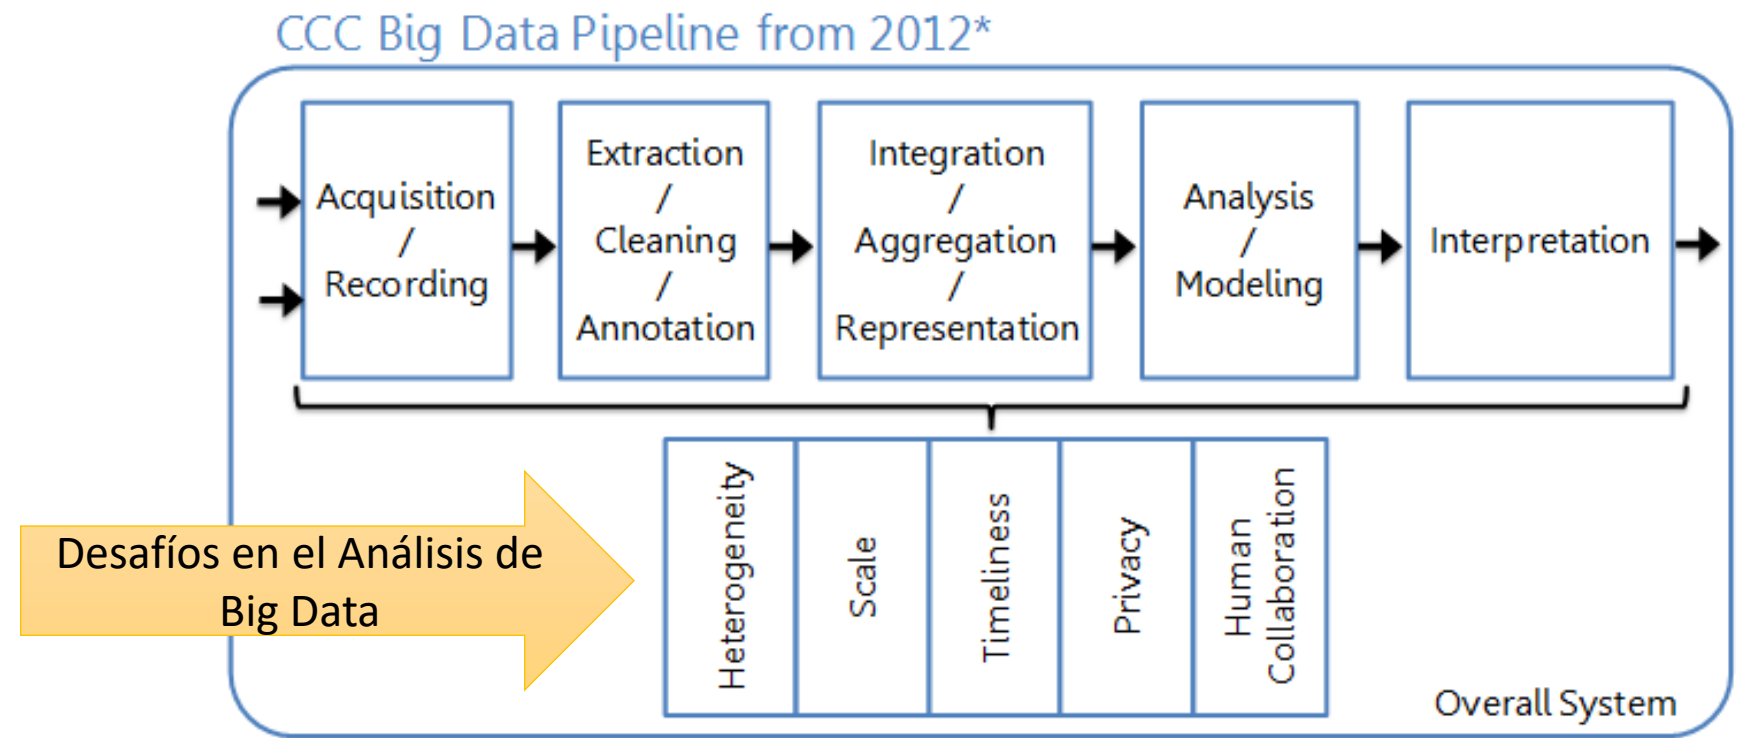 CCC Big Data Pipeline from 2012*
Acquisition
/
Recording
Extraction
/
Cleaning
/
Annotation
Integration
/
Aggregation
/
Representation
Analysis
/
Modeling
Interpretation
Desafíos en el Análisis de
Big Data
Heterogeneity
Scale
Timeliness
Privacy
Human
Collaboration
Overall System